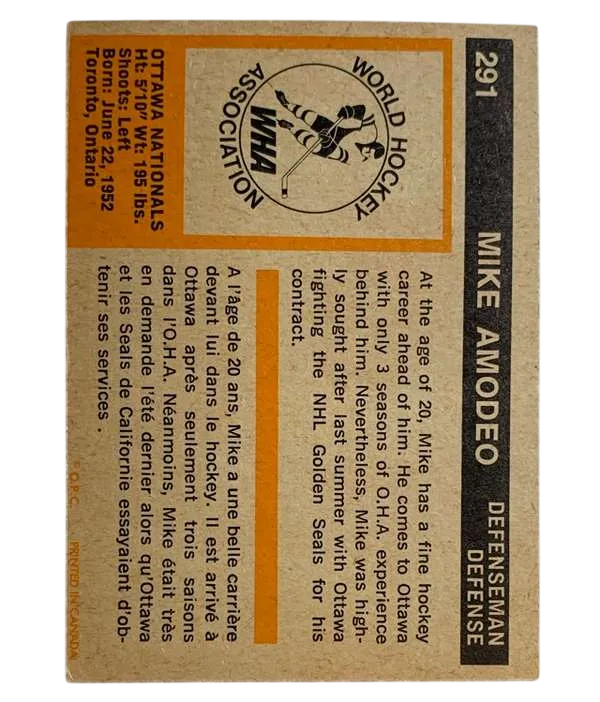 291 MIKE AMODEO DEFENSEMAN
DEFENSE
WORLD HOCKEY
ASSOCIATION
WHA
OTTAWA NATIONALS
Ht: 5'10" Wt: 195 lbs.
Shoots: Left
Born: June 22, 1952
Toronto, Ontario
At the age of 20, Mike has a fine hockey
career ahead of him. He comes to Ottawa
with only 3 seasons of O.H.A. experience
behind him. Nevertheless, Mike was high-
ly sought after last summer with Ottawa
fighting the NHL Golden Seals for his
contract.
A l'âge de 20 ans, Mike a une belle carrière
devant lui dans le hockey. Il est arrivé à
Ottawa après seulement trois saisons
dans l'O.H.A. Néanmoins, Mike était très
en demande l'été dernier alors qu'Ottawa
et les Seals de Californie essayaient d'ob-
tenir ses services.
© O.P.C. PRINTED IN CANADA